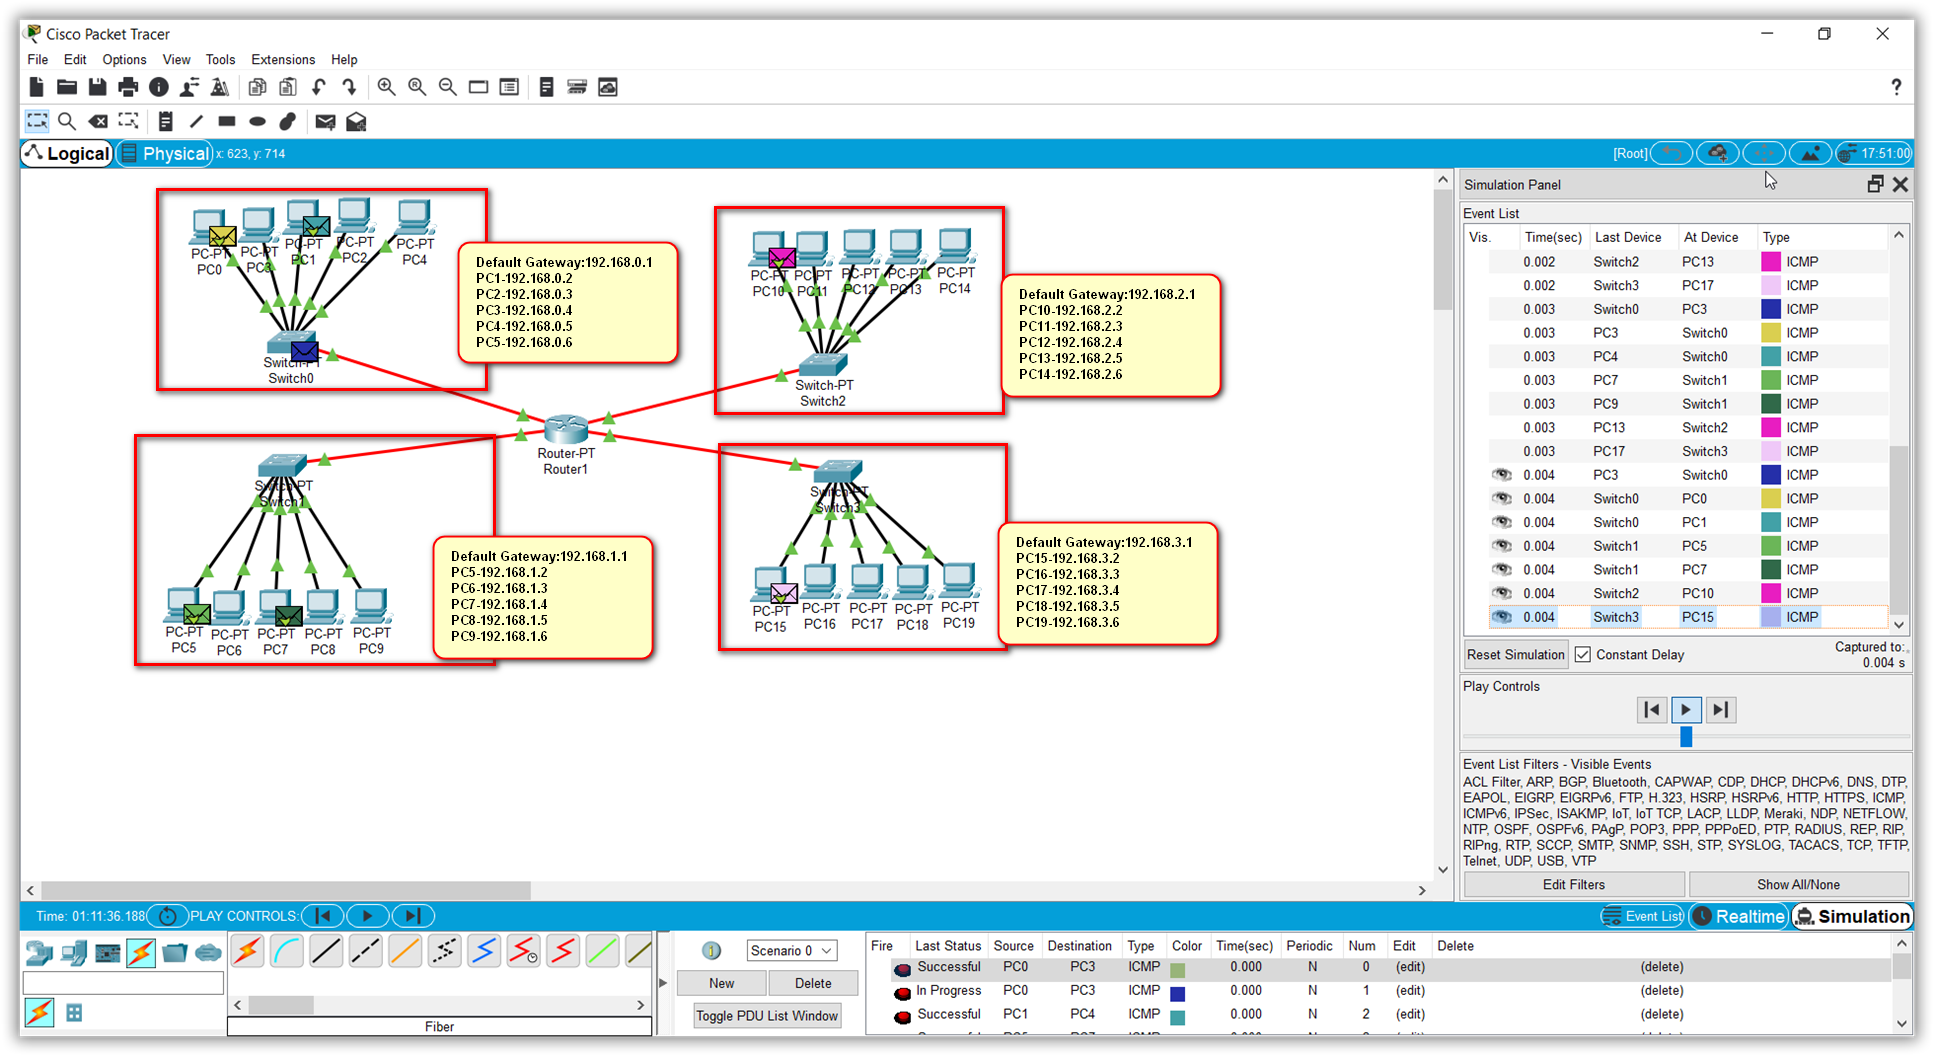 Cisco Packet Tracer
File Edit Options View Tools Extensions Help
Logical Physical x: 623, y: 714 [Root] 17:51:00
PC-PT PC0
PC-PT PC3
PC-PT PC1
PC-PT PC2
PC-PT PC4
Switch-PT
Switch0
Default Gateway:192.168.0.1
PC1-192.168.0.2
PC2-192.168.0.3
PC3-192.168.0.4
PC4-192.168.0.5
PC5-192.168.0.6
PC-PT PC10
PC-PT PC11
PC-PT PC12
PC-PT PC13
PC-PT PC14
Switch-PT
Switch2
Default Gateway:192.168.2.1
PC10-192.168.2.2
PC11-192.168.2.3
PC12-192.168.2.4
PC13-192.168.2.5
PC14-192.168.2.6
Router-PT
Router1
Switch-PT
Switch1
PC-PT PC5
PC-PT PC6
PC-PT PC7
PC-PT PC8
PC-PT PC9
Default Gateway:192.168.1.1
PC5-192.168.1.2
PC6-192.168.1.3
PC7-192.168.1.4
PC8-192.168.1.5
PC9-192.168.1.6
Switch-PT
Switch3
PC-PT PC15
PC-PT PC16
PC-PT PC17
PC-PT PC18
PC-PT PC19
Default Gateway:192.168.3.1
PC15-192.168.3.2
PC16-192.168.3.3
PC17-192.168.3.4
PC18-192.168.3.5
PC19-192.168.3.6
Simulation Panel
Event List
Vis. Time(sec) Last Device At Device Type
0.002 Switch2 PC13 ICMP
0.002 Switch3 PC17 ICMP
0.003 Switch0 PC3 ICMP
0.003 PC3 Switch0 ICMP
0.003 PC4 Switch0 ICMP
0.003 PC7 Switch1 ICMP
0.003 PC9 Switch1 ICMP
0.003 PC13 Switch2 ICMP
0.003 PC17 Switch3 ICMP
0.004 PC3 Switch0 ICMP
0.004 Switch0 PC0 ICMP
0.004 Switch0 PC1 ICMP
0.004 Switch1 PC5 ICMP
0.004 Switch1 PC7 ICMP
0.004 Switch2 PC10 ICMP
0.004 Switch3 PC15 ICMP
Reset Simulation Constant Delay Captured to:
0.004 s
Play Controls
Event List Filters - Visible Events
ACL Filter, ARP, BGP, Bluetooth, CAPWAP, CDP, DHCP, DHCPv6, DNS, DTP,
EAPOL, EIGRP, EIGRPv6, FTP, H.323, HSRP, HSRPv6, HTTP, HTTPS, ICMP,
ICMPv6, IPSec, ISAKMP, IoT, IoT TCP, LACP, LLDP, Meraki, NDP, NETFLOW,
NTP, OSPF, OSPFv6, PAgP, POP3, PPP, PPPoED, PTP, RADIUS, REP, RIP,
RIPng, RTP, SCCP, SMTP, SNMP, SSH, STP, SYSLOG, TACACS, TCP, TFTP,
Telnet, UDP, USB, VTP
Edit Filters Show All/None
Time: 01:11:36.188 PLAY CONTROLS: Event List Realtime Simulation
Fiber
Scenario 0
New Delete
Toggle PDU List Window
Fire Last Status Source Destination Type Color Time(sec) Periodic Num Edit Delete
Successful PC0 PC3 ICMP 0.000 N 0 (edit) (delete)
In Progress PC0 PC3 ICMP 0.000 N 1 (edit) (delete)
Successful PC1 PC4 ICMP 0.000 N 2 (edit) (delete)